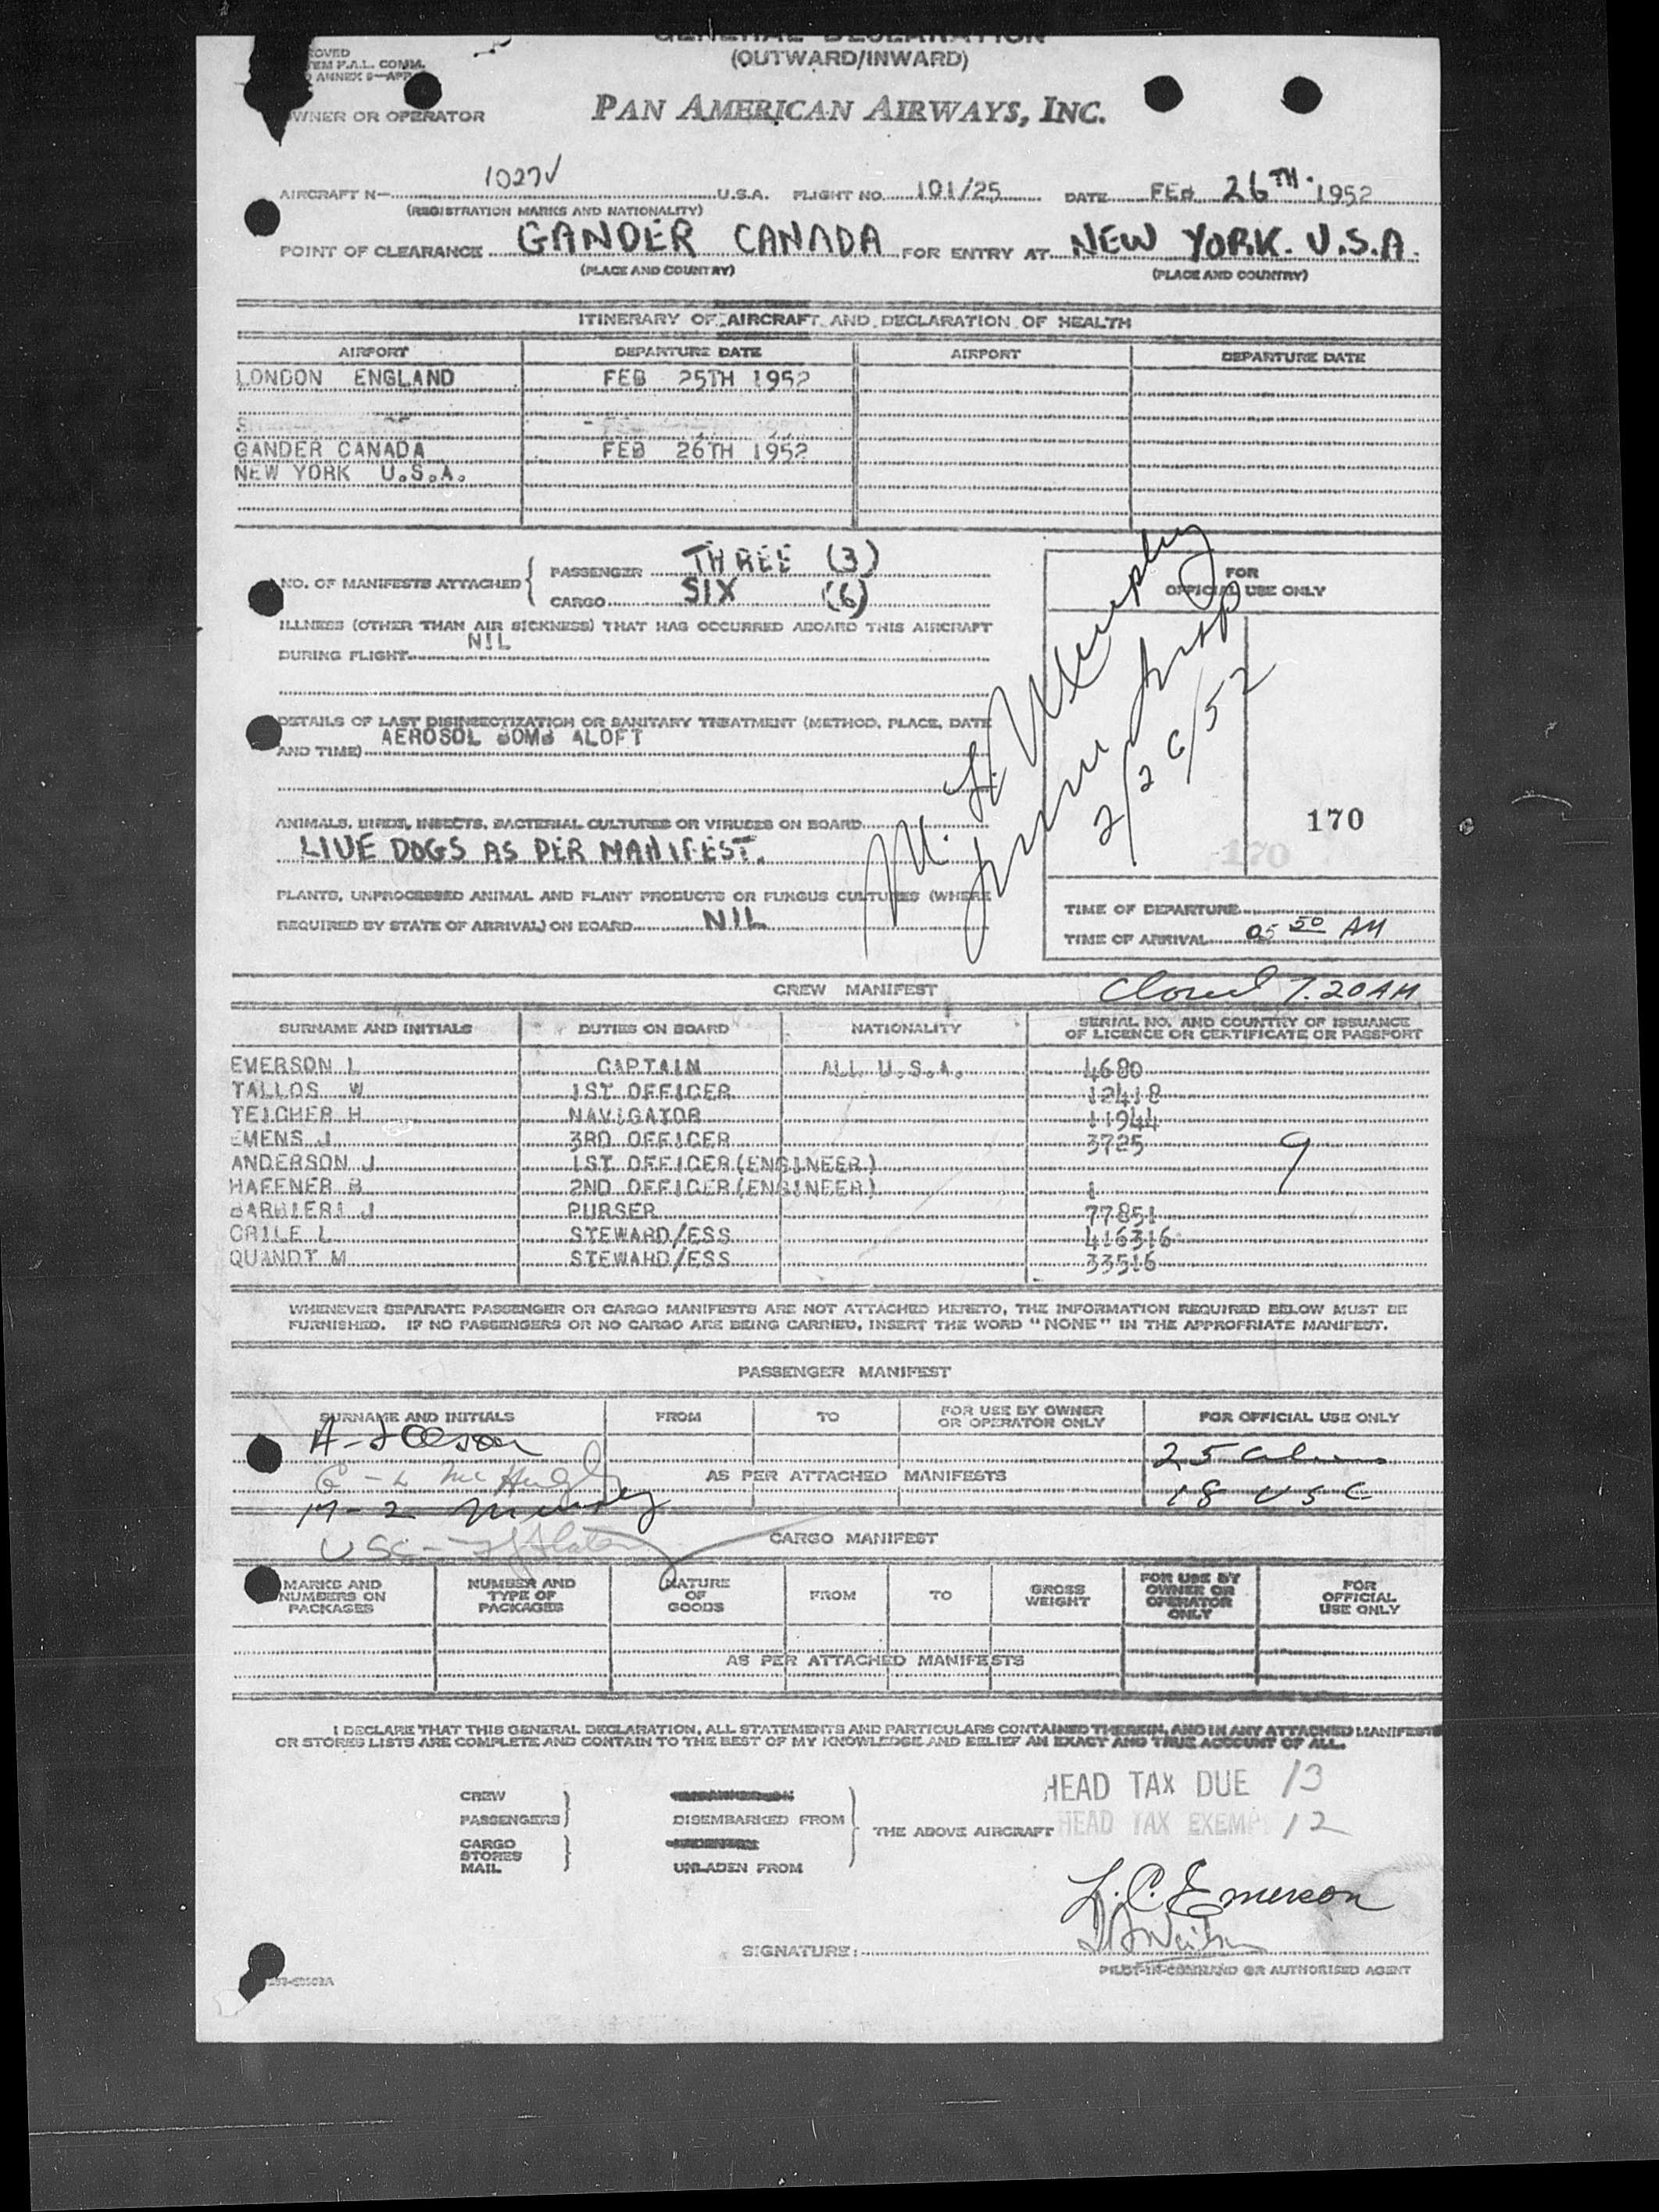 GENERAL DECLARATION
(OUTWARD/INWARD)
F.A.L. COMM.
ANNEX 9—APP
OWNER OR OPERATOR PAN AMERICAN AIRWAYS, INC.
AIRCRAFT N- 1027V U.S.A. FLIGHT NO. 101/25 DATE FEB 26TH. 1952
(REGISTRATION MARKS AND NATIONALITY)
POINT OF CLEARANCE GANDER CANADA FOR ENTRY AT NEW YORK. U.S.A.
(PLACE AND COUNTRY) (PLACE AND COUNTRY)
ITINERARY OF AIRCRAFT AND DECLARATION OF HEALTH
AIRPORT DEPARTURE DATE AIRPORT DEPARTURE DATE
LONDON ENGLAND FEB 25TH 1952
GANDER CANADA FEB 26TH 1952
NEW YORK U.S.A.
NO. OF MANIFESTS ATTACHED { PASSENGER THREE (3)
CARGO SIX (6)
FOR
OFFICIAL USE ONLY
ILLNESS (OTHER THAN AIR SICKNESS) THAT HAS OCCURRED ABOARD THIS AIRCRAFT
DURING FLIGHT NIL
DETAILS OF LAST DISINSECTIZATION OR SANITARY TREATMENT (METHOD, PLACE, DATE
AND TIME) AEROSOL BOMB ALOFT
2/26/52
170
170
ANIMALS, BIRDS, INSECTS, BACTERIAL CULTURES OR VIRUSES ON BOARD
LIVE DOGS AS PER MANIFEST.
PLANTS, UNPROCESSED ANIMAL AND PLANT PRODUCTS OR FUNGUS CULTURES (WHERE
REQUIRED BY STATE OF ARRIVAL) ON BOARD NIL
TIME OF DEPARTURE
TIME OF ARRIVAL 05 50 AM
CREW MANIFEST Closed 7.20 AM
SURNAME AND INITIALS DUTIES ON BOARD NATIONALITY SERIAL NO. AND COUNTRY OF ISSUANCE
OF LICENCE OR CERTIFICATE OR PASSPORT
EMERSON L CAPTAIN ALL U.S.A. 4680
TALLOS W 1ST OFFICER 12418
TEICHER H NAVIGATOR 11944
EMENS J 3RD OFFICER 3725 9
ANDERSON J 1ST OFFICER(ENGINEER)
HAFENER B 2ND OFFICER(ENGINEER)
BARBIERI J PURSER 77851
CRILE L STEWARD/ESS 416316
QUANDT M STEWARD/ESS 33516
WHENEVER SEPARATE PASSENGER OR CARGO MANIFESTS ARE NOT ATTACHED HERETO, THE INFORMATION REQUIRED BELOW MUST BE
FURNISHED. IF NO PASSENGERS OR NO CARGO ARE BEING CARRIED, INSERT THE WORD "NONE" IN THE APPROPRIATE MANIFEST.
PASSENGER MANIFEST
SURNAME AND INITIALS FROM TO FOR USE BY OWNER
OR OPERATOR ONLY FOR OFFICIAL USE ONLY
25
AS PER ATTACHED MANIFESTS
18 USC
CARGO MANIFEST
MARKS AND
NUMBERS ON
PACKAGES NUMBER AND
TYPE OF
PACKAGES NATURE
OF
GOODS FROM TO GROSS
WEIGHT FOR USE BY
OWNER OR
OPERATOR
ONLY FOR
OFFICIAL
USE ONLY
AS PER ATTACHED MANIFESTS
I DECLARE THAT THIS GENERAL DECLARATION, ALL STATEMENTS AND PARTICULARS CONTAINED THEREIN, AND IN ANY ATTACHED MANIFESTS
OR STORES LISTS ARE COMPLETE AND CONTAIN TO THE BEST OF MY KNOWLEDGE AND BELIEF AN EXACT AND TRUE ACCOUNT OF ALL.
HEAD TAX DUE 13
CREW
PASSENGERS DISEMBARKED FROM
THE ABOVE AIRCRAFT HEAD TAX EXEMP 12
CARGO
STORES
MAIL UNLADEN FROM
L. C. Emerson
SIGNATURE:
PILOT-IN-COMMAND OR AUTHORISED AGENT